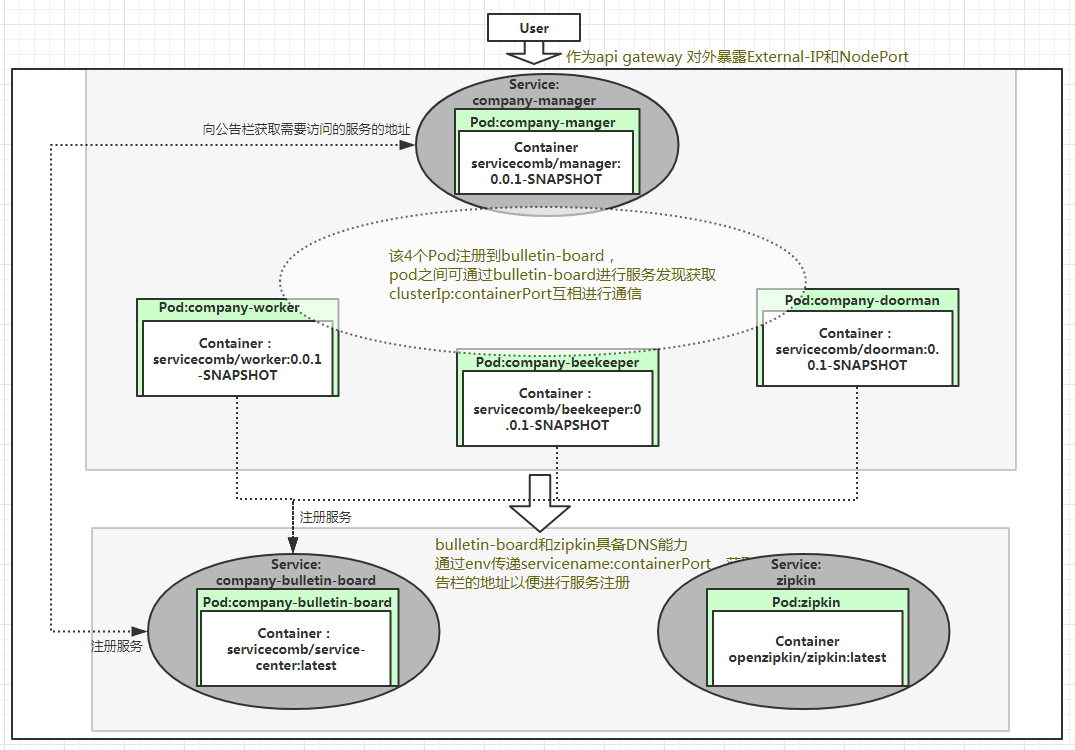 User
作为api gateway 对外暴露External-IP和NodePort
Service:
company-manager
Pod:company-manger
Container
servicecomb/manager:
0.0.1-SNAPSHOT
向公告栏获取需要访问的服务的地址
该4个Pod注册到bulletin-board，
pod之间可通过bulletin-board进行服务发现获取
clusterIp:containerPort互相进行通信
Pod:company-worker
Container：
servicecomb/worker:0.0.1
-SNAPSHOT
Pod:company-beekeeper
Container：
servicecomb/beekeeper:0
.0.1-SNAPSHOT
Pod:company-doorman
Container：
servicecomb/doorman:0.
0.1-SNAPSHOT
注册服务
bulletin-board和zipkin具备DNS能力
通过env传递servicename:containerPort
告栏的地址以便进行服务注册
Service:
company-bulletin-board
Pod:company-bulletin-board
Container：
servicecomb/service-
center:latest
注册服务
Service:
zipkin
Pod:zipkin
Container
openzipkin/zipkin:latest